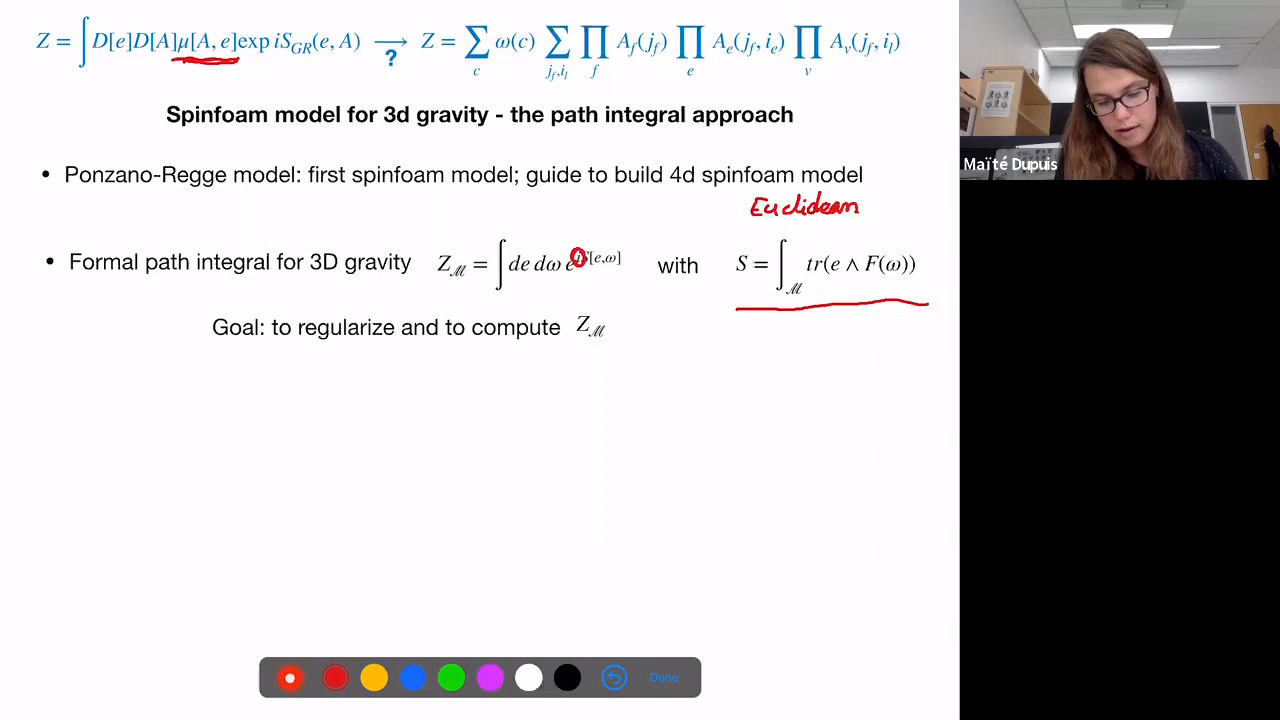 Z = ∫ D[e]D[A]μ[A, e]exp iS_GR(e, A) ⟶ ? Z = ∑_c ω(c) ∑_{j_f,i_l} ∏_f A_f(j_f) ∏_e A_e(j_f, i_e) ∏_v A_v(j_f, i_l)
Spinfoam model for 3d gravity - the path integral approach
Maïté Dupuis
• Ponzano-Regge model: first spinfoam model; guide to build 4d spinfoam model
Euclidean
• Formal path integral for 3D gravity Z_ℳ = ∫ de dω e^{iS[e,ω]} with S = ∫_ℳ tr(e ∧ F(ω))
Goal: to regularize and to compute Z_ℳ
Done